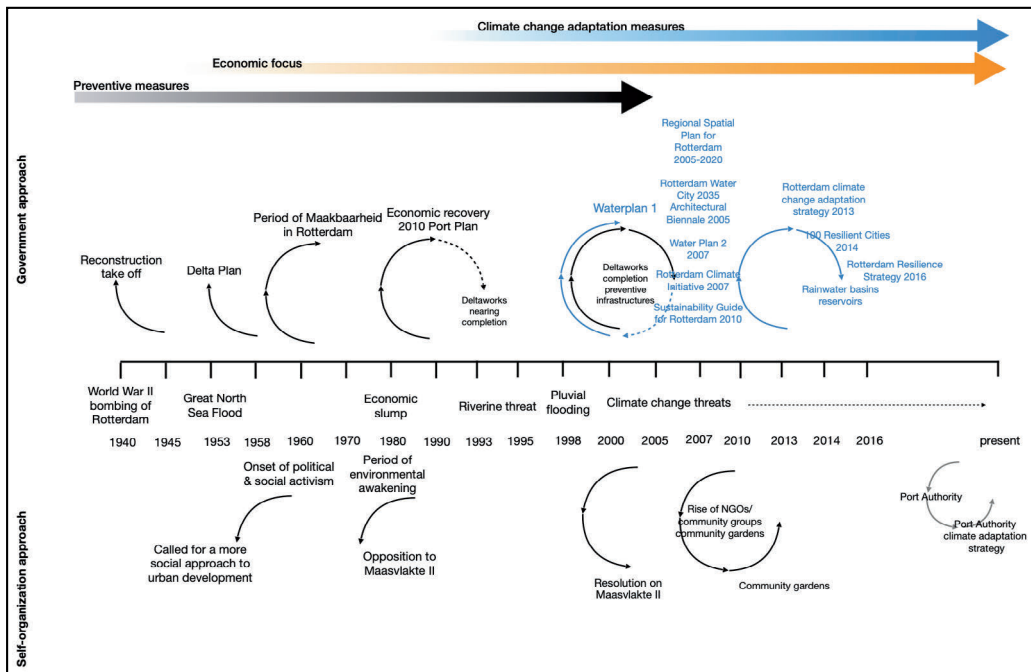 Climate change adaptation measures
Economic focus
Preventive measures
Government approach
Regional Spatial
Plan for
Rotterdam
2005-2020
Rotterdam Water
City 2035
Architectural
Biennale 2005
Water Plan 2
2007
Rotterdam Climate
Initiative 2007
Sustainability Guide
for Rotterdam 2010
Reconstruction
take off
Delta Plan
Period of Maakbaarheid
in Rotterdam
Economic recovery
2010 Port Plan
Deltaworks
nearing
completion
Waterplan 1
Deltaworks
completion
preventive
infrastructures
Rotterdam climate
change adaptation
strategy 2013
100 Resilient Cities
2014
Rotterdam Resilience
Strategy 2016
Rainwater basins
reservoirs
World War II
bombing of
Rotterdam
Great North
Sea Flood
Economic
slump
Riverine threat
Pluvial
flooding
Climate change threats
1940 1945 1953 1958 1960 1970 1980 1990 1993 1995 1998 2000 2005 2007 2010 2013 2014 2016 present
Self-organization approach
Onset of political
& social activism
Called for a more
social approach to
urban development
Period of
environmental
awakening
Opposition to
Maasvlakte II
Resolution on
Maasvlakte II
Rise of NGOs/
community groups
community gardens
Community gardens
Port Authority
Port Authority
climate adaptation
strategy